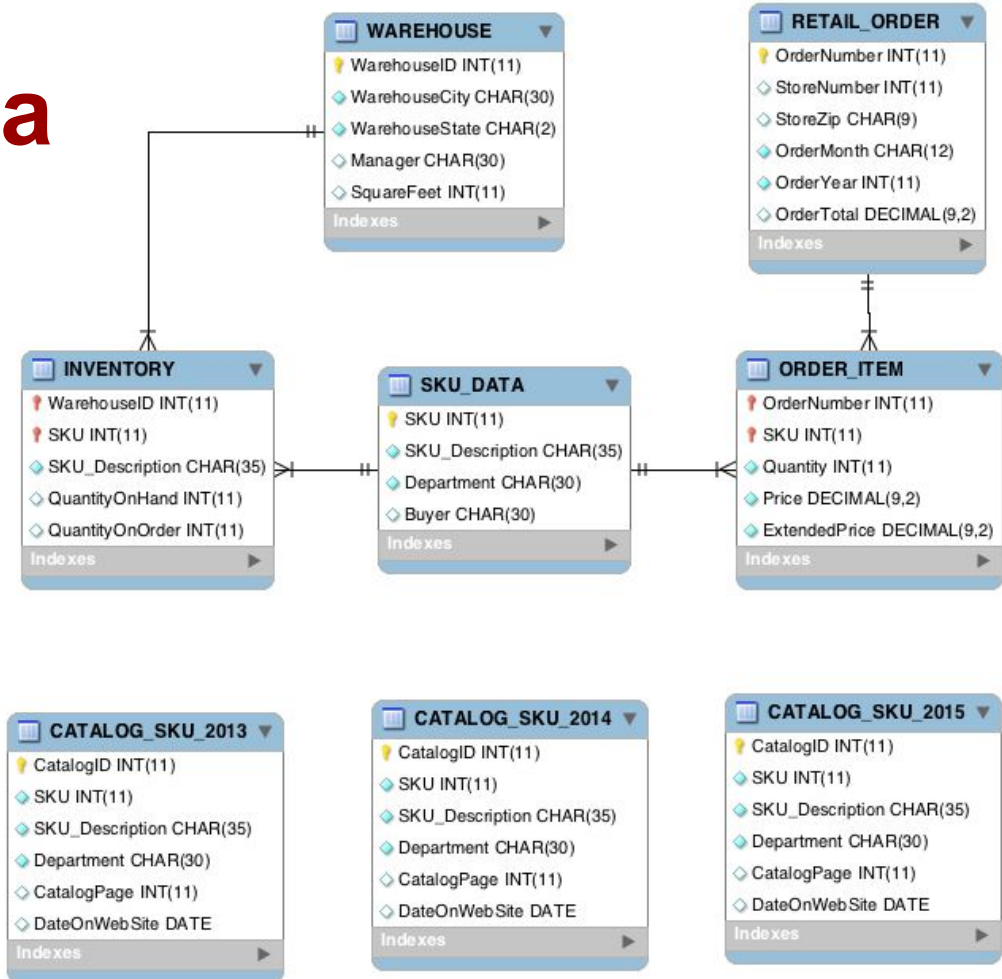 a
WAREHOUSE
WarehouseID INT(11)
WarehouseCity CHAR(30)
WarehouseState CHAR(2)
Manager CHAR(30)
SquareFeet INT(11)
Indexes
RETAIL_ORDER
OrderNumber INT(11)
StoreNumber INT(11)
StoreZip CHAR(9)
OrderMonth CHAR(12)
OrderYear INT(11)
OrderTotal DECIMAL(9,2)
Indexes
INVENTORY
WarehouseID INT(11)
SKU INT(11)
SKU_Description CHAR(35)
QuantityOnHand INT(11)
QuantityOnOrder INT(11)
Indexes
SKU_DATA
SKU INT(11)
SKU_Description CHAR(35)
Department CHAR(30)
Buyer CHAR(30)
Indexes
ORDER_ITEM
OrderNumber INT(11)
SKU INT(11)
Quantity INT(11)
Price DECIMAL(9,2)
ExtendedPrice DECIMAL(9,2)
Indexes
CATALOG_SKU_2013
CatalogID INT(11)
SKU INT(11)
SKU_Description CHAR(35)
Department CHAR(30)
CatalogPage INT(11)
DateOnWebSite DATE
Indexes
CATALOG_SKU_2014
CatalogID INT(11)
SKU INT(11)
SKU_Description CHAR(35)
Department CHAR(30)
CatalogPage INT(11)
DateOnWebSite DATE
Indexes
CATALOG_SKU_2015
CatalogID INT(11)
SKU INT(11)
SKU_Description CHAR(35)
Department CHAR(30)
CatalogPage INT(11)
DateOnWebSite DATE
Indexes